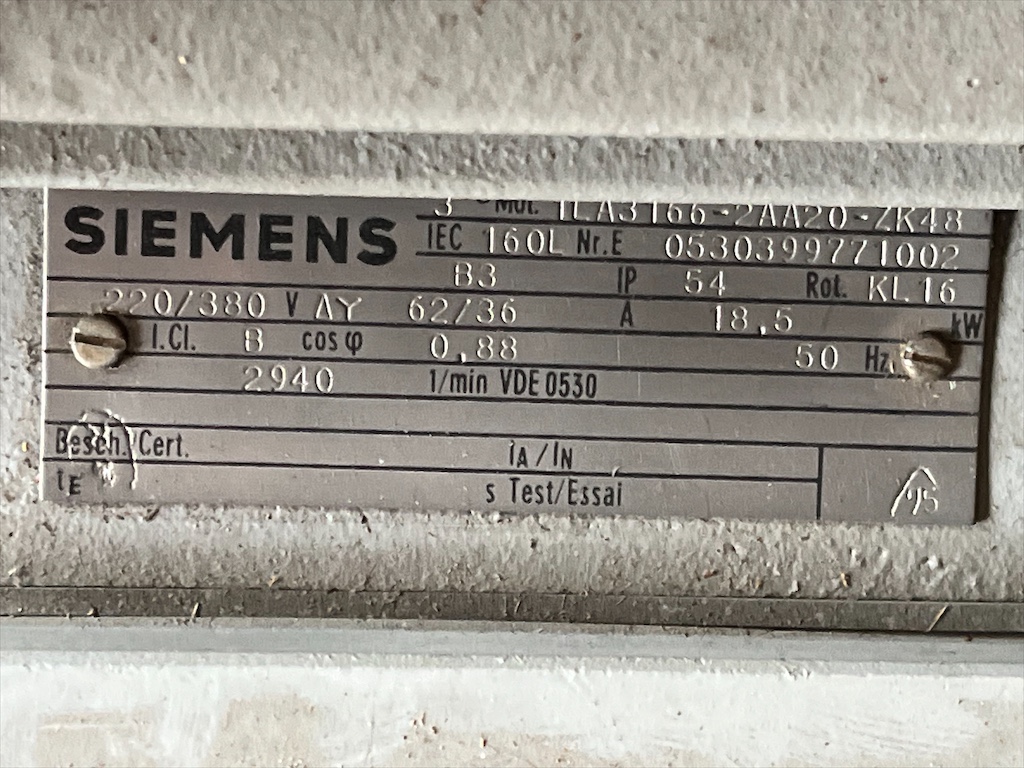 SIEMENS
3 ~ Mot. 1LA3166-2AA20-ZK48
IEC 160L Nr.E 0530399771002
B3 IP 54 Rot. KL 16
220/380 V ΔY 62/36 A 18,5 kW
I.Cl. B cos φ 0,88 50 Hz
2940 1/min VDE 0530
Besch./Cert. IA/IN
tE s Test/Essai
95